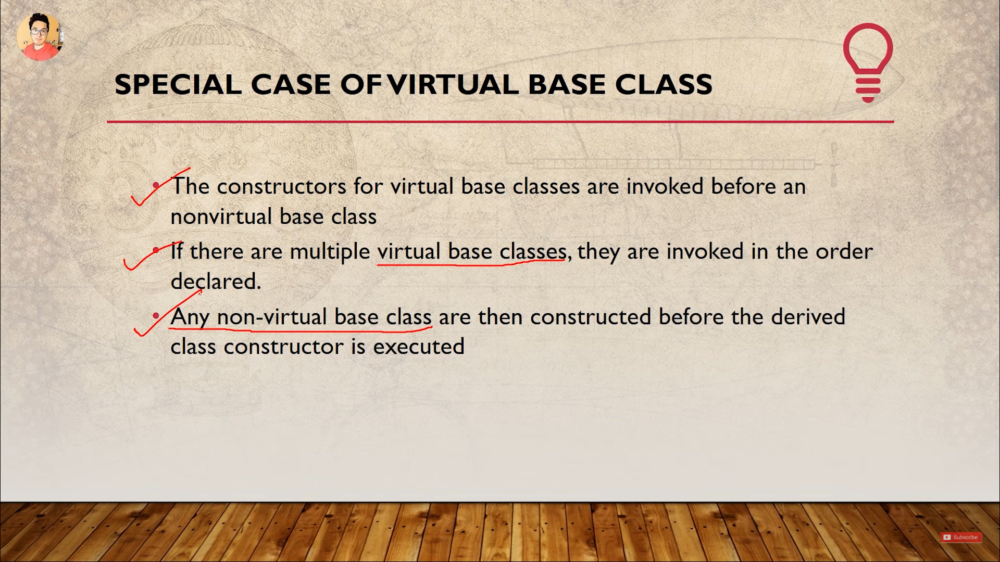 SPECIAL CASE OF VIRTUAL BASE CLASS
• The constructors for virtual base classes are invoked before an
nonvirtual base class
• If there are multiple virtual base classes, they are invoked in the order
declared.
• Any non-virtual base class are then constructed before the derived
class constructor is executed
Subscribe